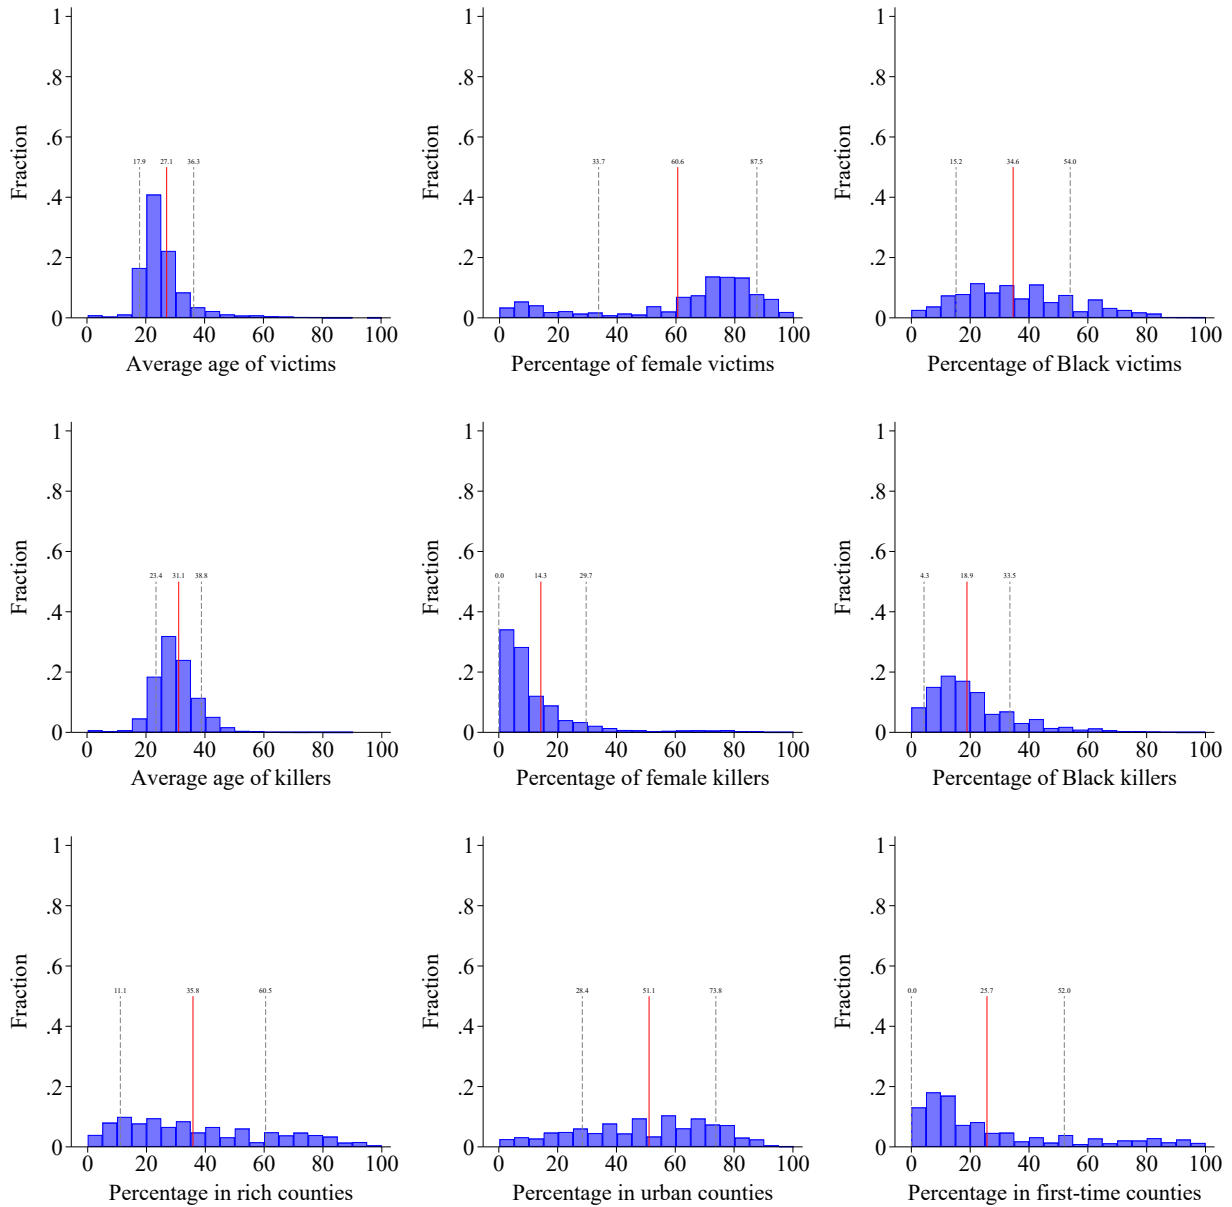 1
.8
.6
.4
.2
0
Fraction
17.9 27.1 36.3
0 20 40 60 80 100
Average age of victims
1
.8
.6
.4
.2
0
Fraction
33.7 60.6 87.5
0 20 40 60 80 100
Percentage of female victims
1
.8
.6
.4
.2
0
Fraction
15.2 34.6 54.0
0 20 40 60 80 100
Percentage of Black victims
1
.8
.6
.4
.2
0
Fraction
23.4 31.1 38.8
0 20 40 60 80 100
Average age of killers
1
.8
.6
.4
.2
0
Fraction
0.0 14.3 29.7
0 20 40 60 80 100
Percentage of female killers
1
.8
.6
.4
.2
0
Fraction
4.3 18.9 33.5
0 20 40 60 80 100
Percentage of Black killers
1
.8
.6
.4
.2
0
Fraction
11.1 35.8 60.5
0 20 40 60 80 100
Percentage in rich counties
1
.8
.6
.4
.2
0
Fraction
28.4 51.1 73.8
0 20 40 60 80 100
Percentage in urban counties
1
.8
.6
.4
.2
0
Fraction
0.0 25.7 52.0
0 20 40 60 80 100
Percentage in first-time counties